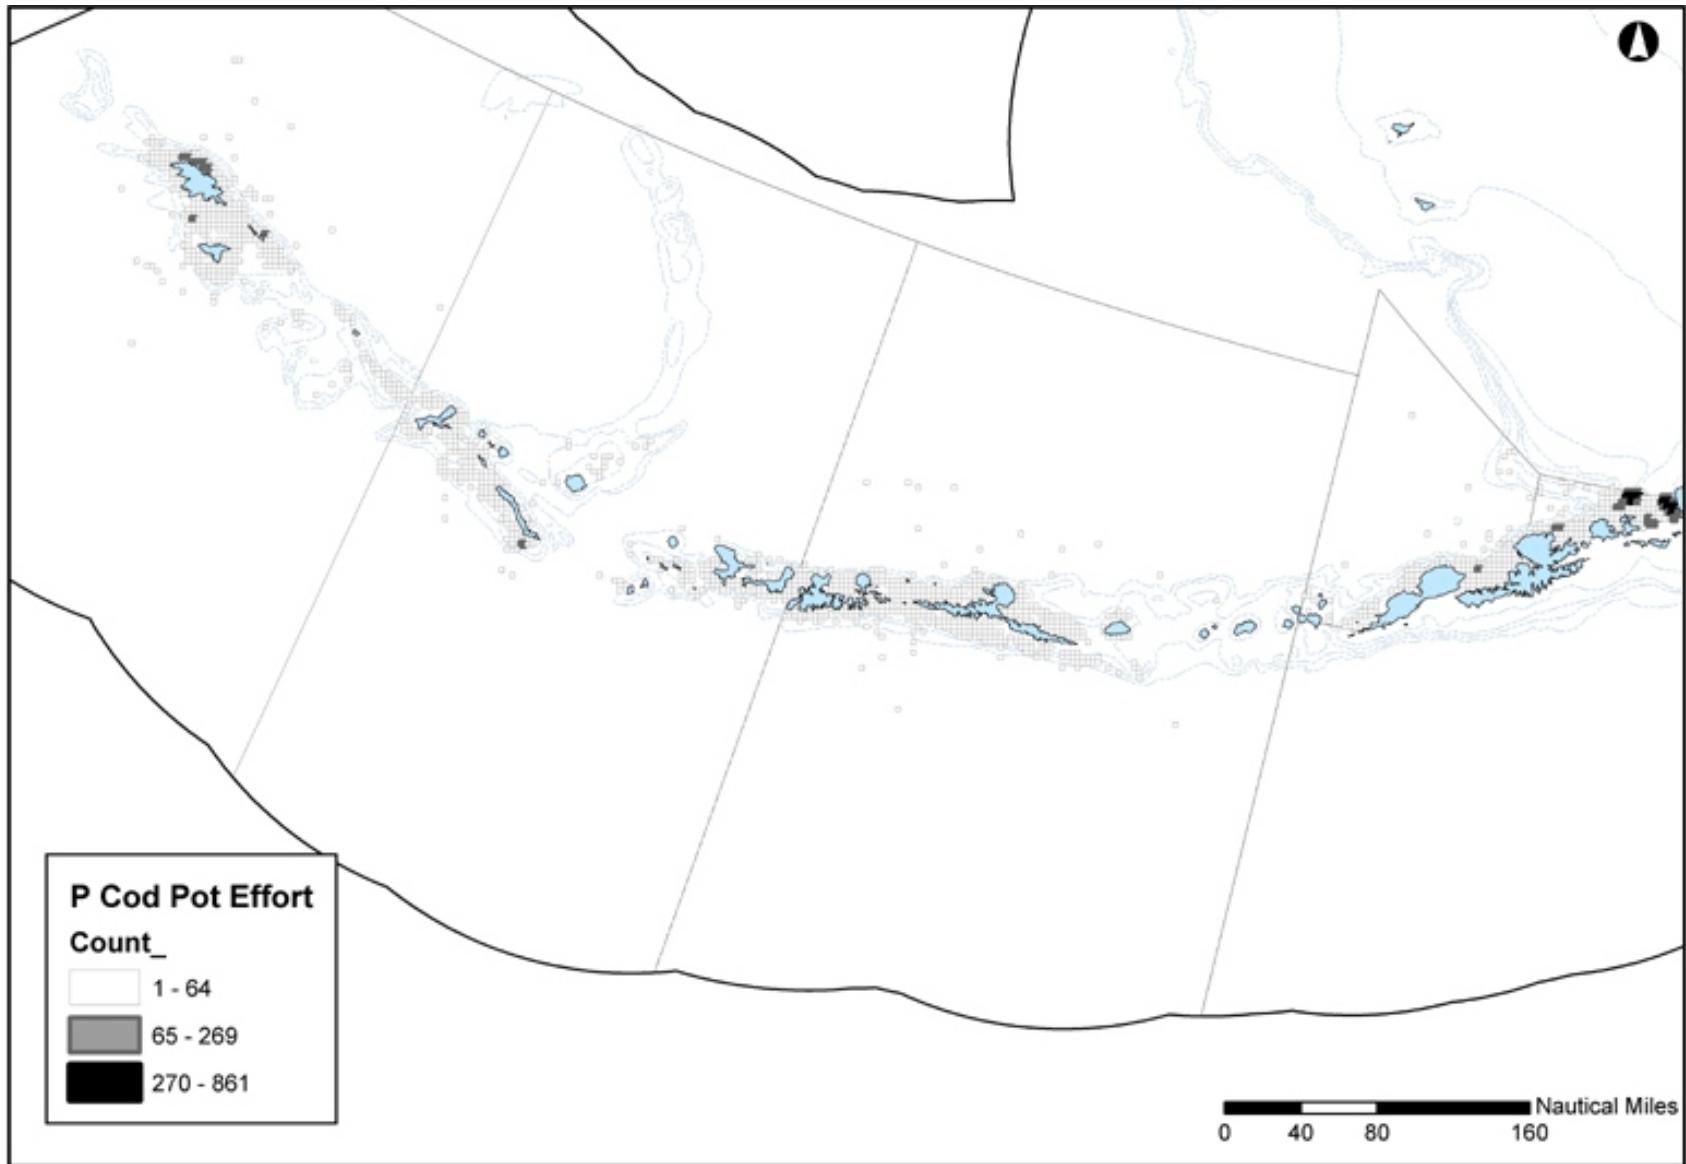 P Cod Pot Effort
Count_
1 - 64
65 - 269
270 - 861
Nautical Miles
0 40 80 160